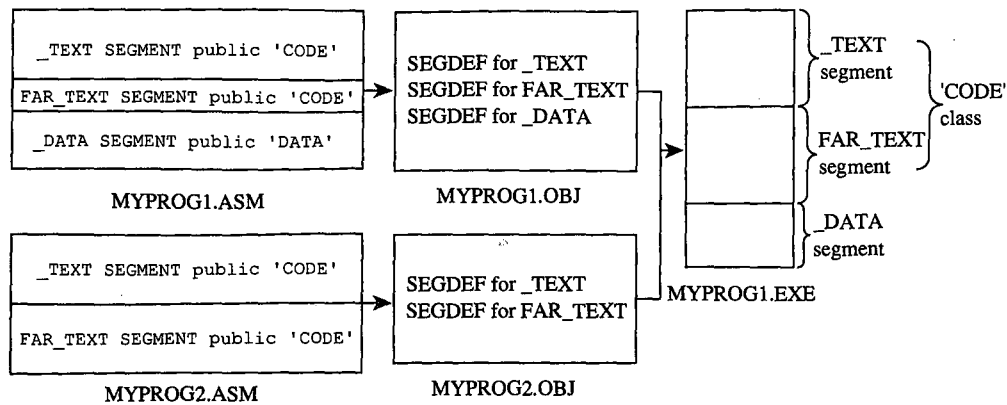 _TEXT SEGMENT public 'CODE'
FAR_TEXT SEGMENT public 'CODE'
_DATA SEGMENT public 'DATA'
MYPROG1.ASM
SEGDEF for _TEXT
SEGDEF for FAR_TEXT
SEGDEF for _DATA
MYPROG1.OBJ
_TEXT
segment
'CODE'
class
FAR_TEXT
segment
_DATA
segment
MYPROG1.EXE
_TEXT SEGMENT public 'CODE'
FAR_TEXT SEGMENT public 'CODE'
MYPROG2.ASM
SEGDEF for _TEXT
SEGDEF for FAR_TEXT
MYPROG2.OBJ